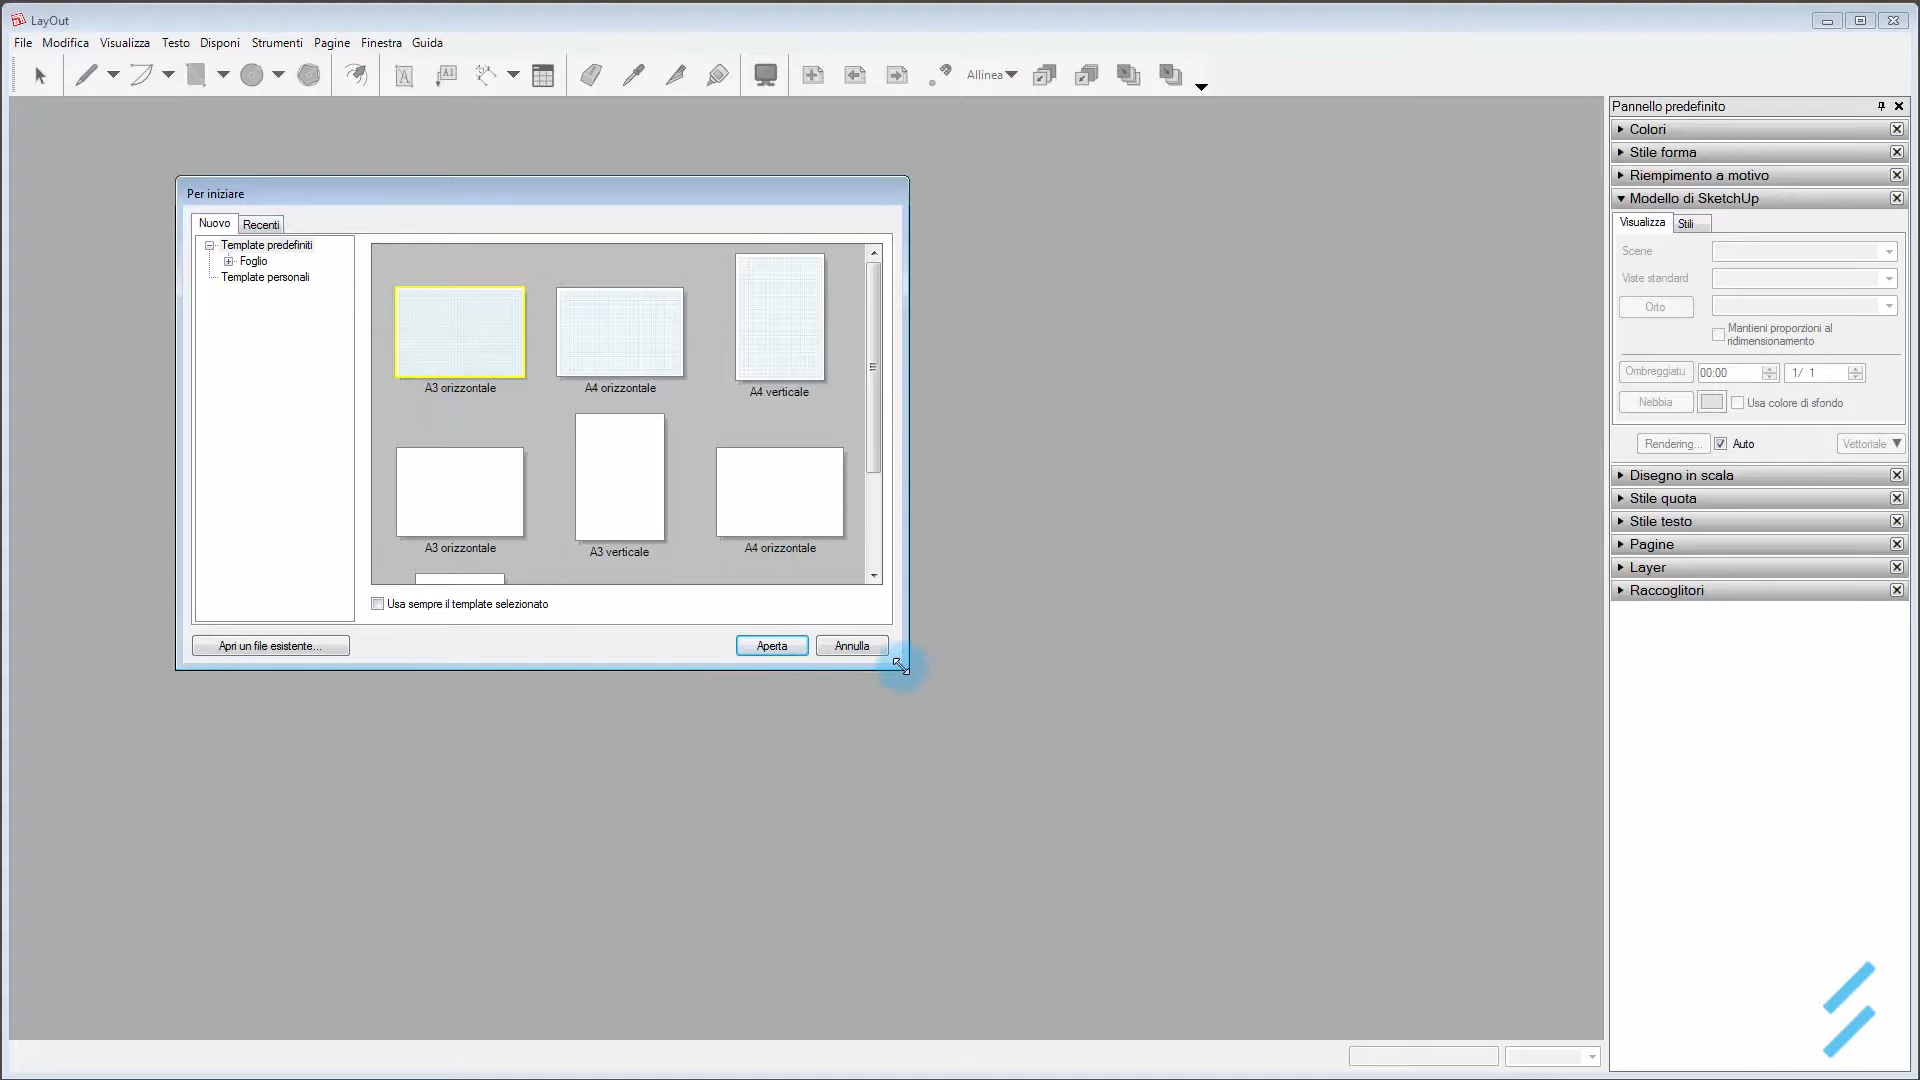 LayOut
File Modifica Visualizza Testo Disponi Strumenti Pagine Finestra Guida
A A1 Allinea
Pannello predefinito
Colori
Stile forma
Riempimento a motivo
Modello di SketchUp
Visualizza Stili
Scene
Viste standard
Orto
Mantieni proporzioni al
ridimensionamento
Ombreggiatu 00:00 1/ 1
Nebbia Usa colore di sfondo
Rendering... Auto Vettoriale
Disegno in scala
Stile quota
Stile testo
Pagine
Layer
Raccoglitori
Per iniziare
Nuovo Recenti
Template predefiniti
Foglio
Template personali
A3 orizzontale A4 orizzontale A4 verticale
A3 orizzontale A3 verticale A4 orizzontale
Usa sempre il template selezionato
Apri un file esistente... Aperta Annulla